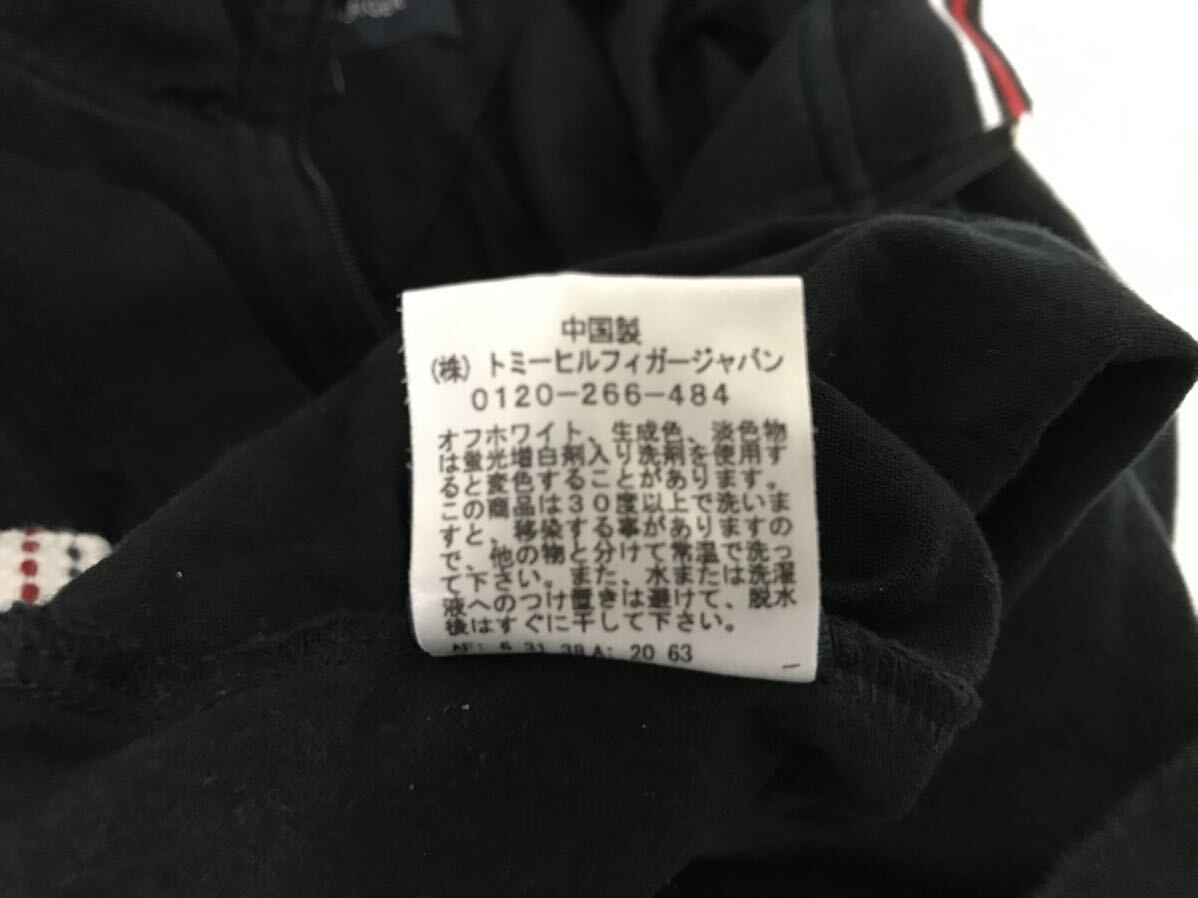 中国製
（株）トミーヒルフィガージャパン
0120-266-484
オフホワイト、生成色、淡色物
は蛍光増白剤入り洗剤を使用す
ると変色することがあります。
この商品は30度以上で洗いま
すと、移染する事がありますの
で、他の物と分けて常温で洗っ
て下さい。また、水または洗濯
液へのつけ置きは避けて、脱水
後はすぐに干して下さい。
AF: 6 31 38 A: 20 63